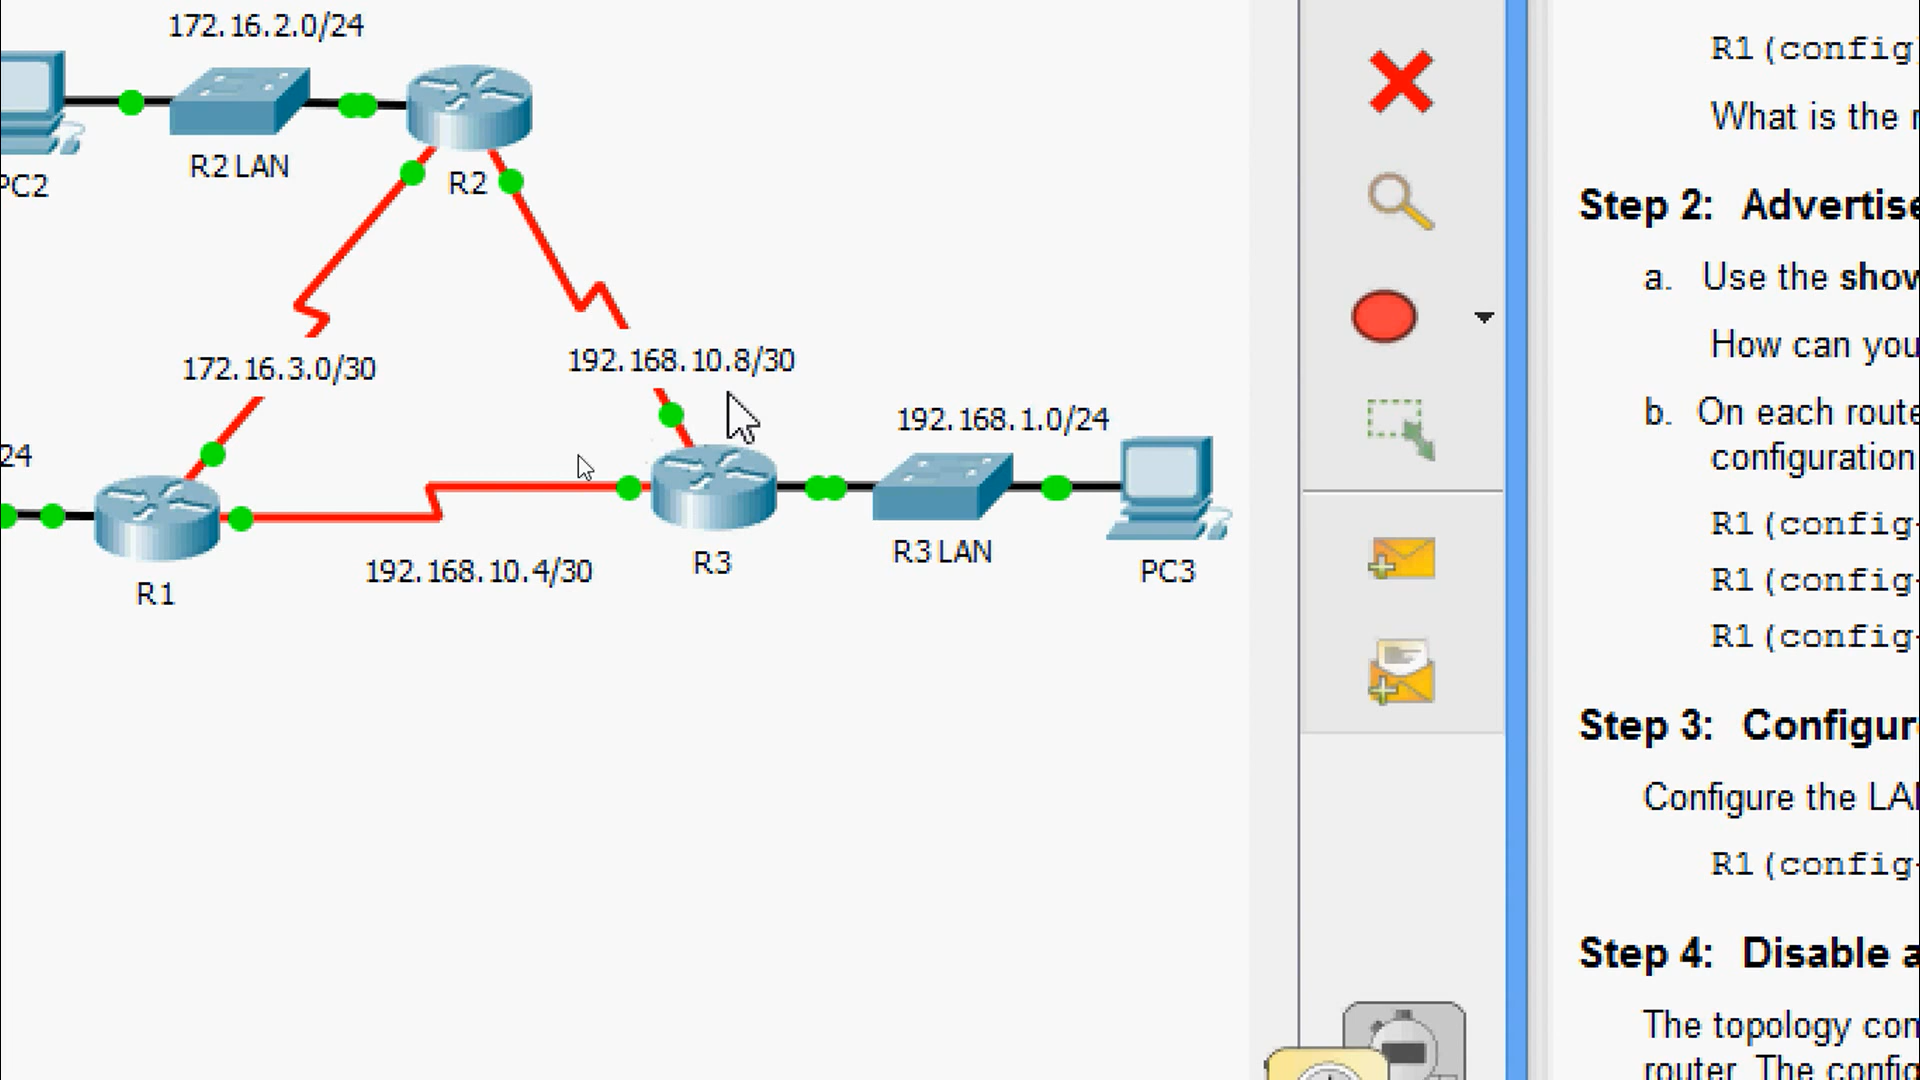 172.16.2.0/24
R2 LAN
PC2
R2
172.16.3.0/30
192.168.10.8/30
192.168.1.0/24
24
192.168.10.4/30
R1
R3
R3 LAN
PC3
R1(config
What is the r
Step 2: Advertise
a. Use the show
How can you
b. On each route
configuration
R1(config-
R1(config-
R1(config-
Step 3: Configur
Configure the LA
R1(config-
Step 4: Disable a
The topology con
router. The config